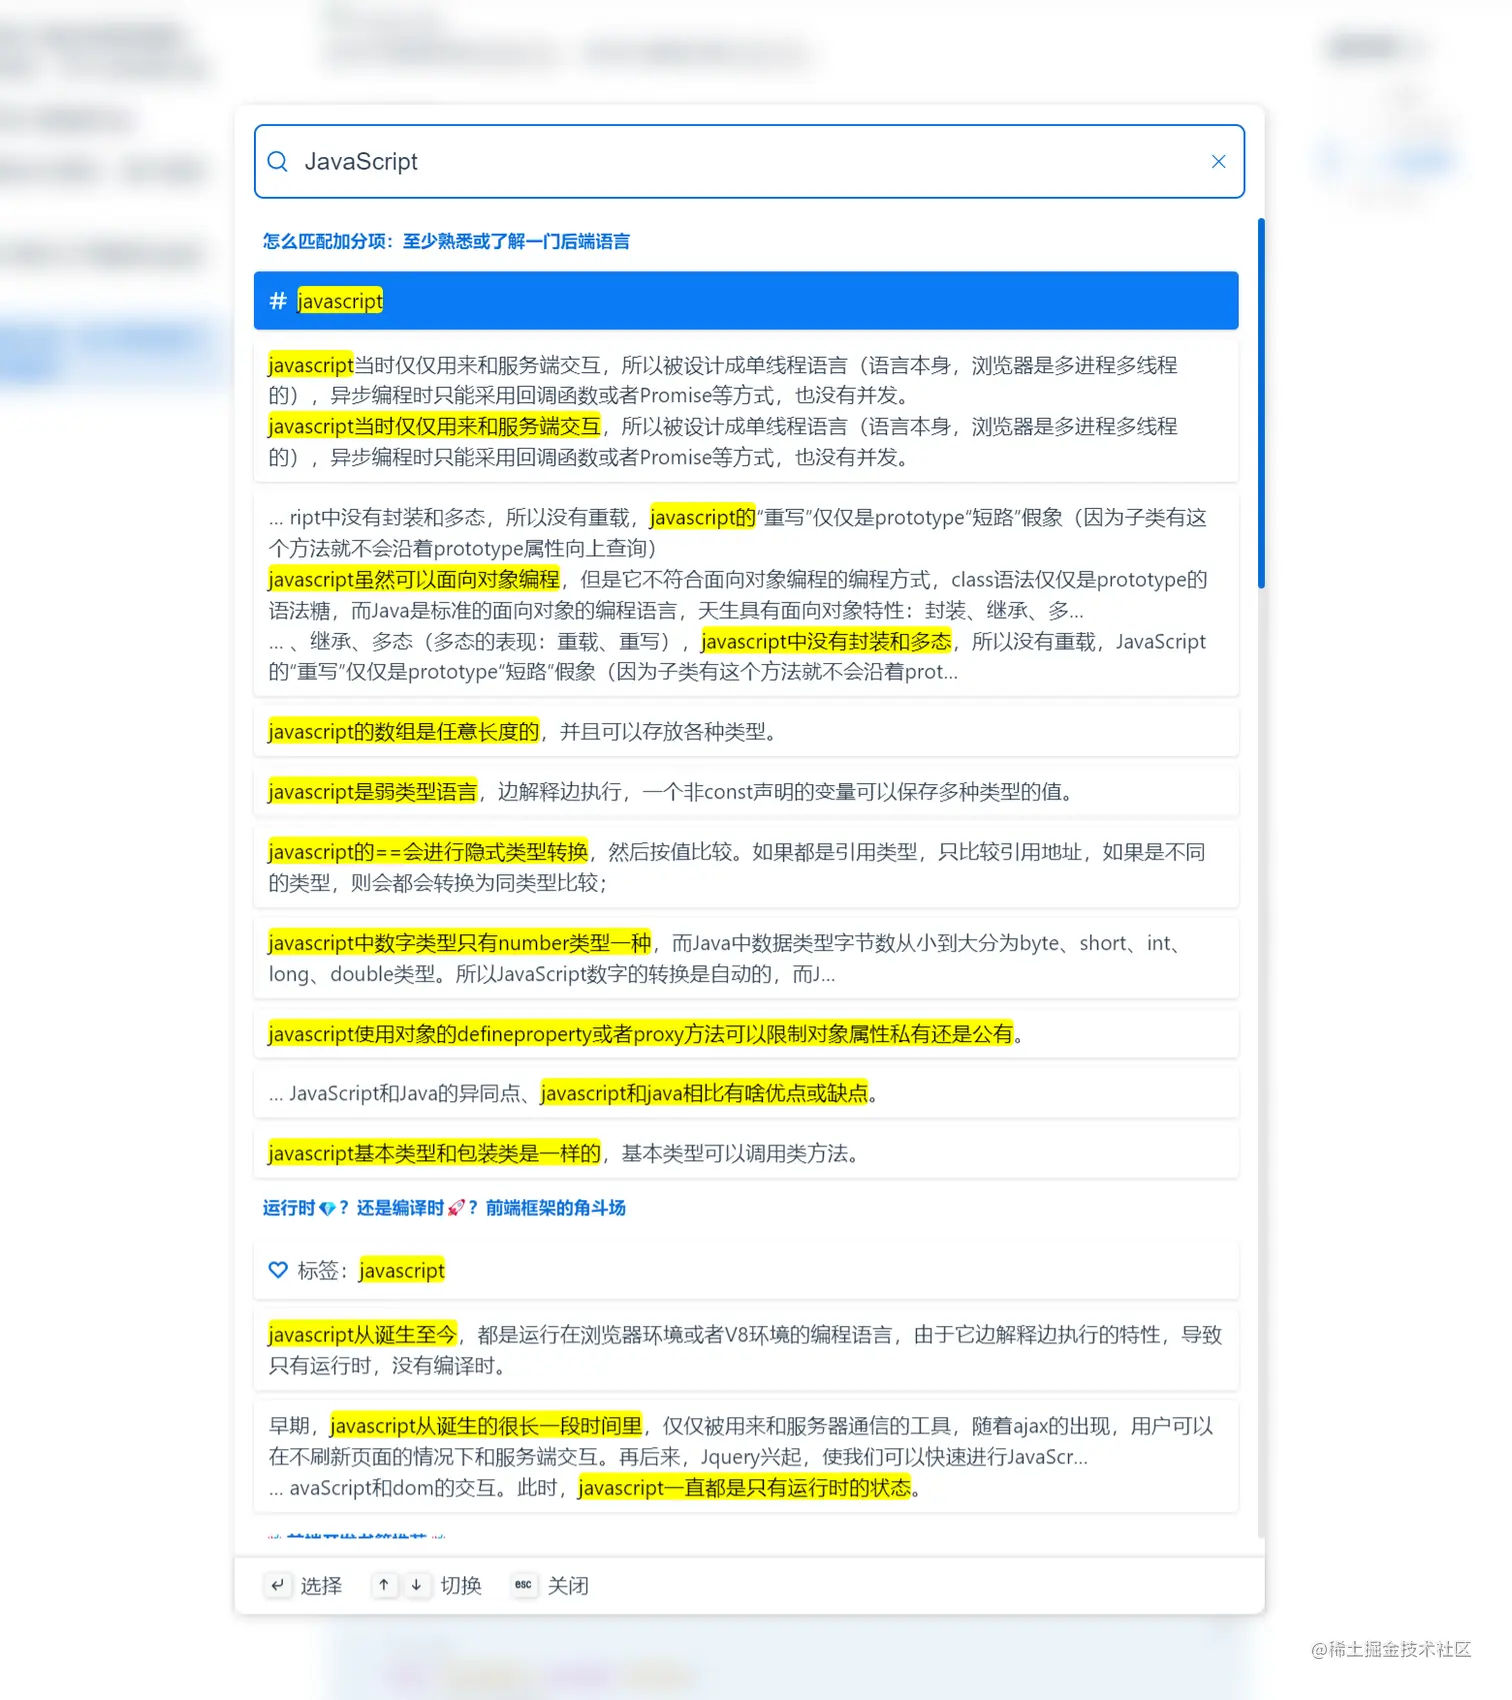 JavaScript
怎么匹配加分项：至少熟悉或了解一门后端语言
# javascript
javascript当时仅仅用来和服务端交互，所以被设计成单线程语言（语言本身，浏览器是多进程多线程
的），异步编程时只能采用回调函数或者Promise等方式，也没有并发。
javascript当时仅仅用来和服务端交互，所以被设计成单线程语言（语言本身，浏览器是多进程多线程
的），异步编程时只能采用回调函数或者Promise等方式，也没有并发。
... ript中没有封装和多态，所以没有重载，javascript的“重写”仅仅是prototype“短路”假象（因为子类有这
个方法就不会沿着prototype属性向上查询）
javascript虽然可以面向对象编程，但是它不符合面向对象编程的编程方式，class语法仅仅是prototype的
语法糖，而Java是标准的面向对象的编程语言，天生具有面向对象特性：封装、继承、多...
... 、继承、多态（多态的表现：重载、重写），javascript中没有封装和多态，所以没有重载，JavaScript
的“重写”仅仅是prototype“短路”假象（因为子类有这个方法就不会沿着prot...
javascript的数组是任意长度的，并且可以存放各种类型。
javascript是弱类型语言，边解释边执行，一个非const声明的变量可以保存多种类型的值。
javascript的==会进行隐式类型转换，然后按值比较。如果都是引用类型，只比较引用地址，如果是不同
的类型，则会都会转换为同类型比较；
javascript中数字类型只有number类型一种，而Java中数据类型字节数从小到大分为byte、short、int、
long、double类型。所以JavaScript数字的转换是自动的，而J...
javascript使用对象的defineproperty或者proxy方法可以限制对象属性私有还是公有。
... JavaScript和Java的异同点、javascript和java相比有啥优点或缺点。
javascript基本类型和包装类是一样的，基本类型可以调用类方法。
运行时💎？还是编译时🚀？前端框架的角斗场
标签：javascript
javascript从诞生至今，都是运行在浏览器环境或者V8环境的编程语言，由于它边解释边执行的特性，导致
只有运行时，没有编译时。
早期，javascript从诞生的很长一段时间里，仅仅被用来和服务器通信的工具，随着ajax的出现，用户可以
在不刷新页面的情况下和服务端交互。再后来，Jquery兴起，使我们可以快速进行JavaScr...
... avaScript和dom的交互。此时，javascript一直都是只有运行时的状态。
选择 切换 esc 关闭
@稀土掘金技术社区